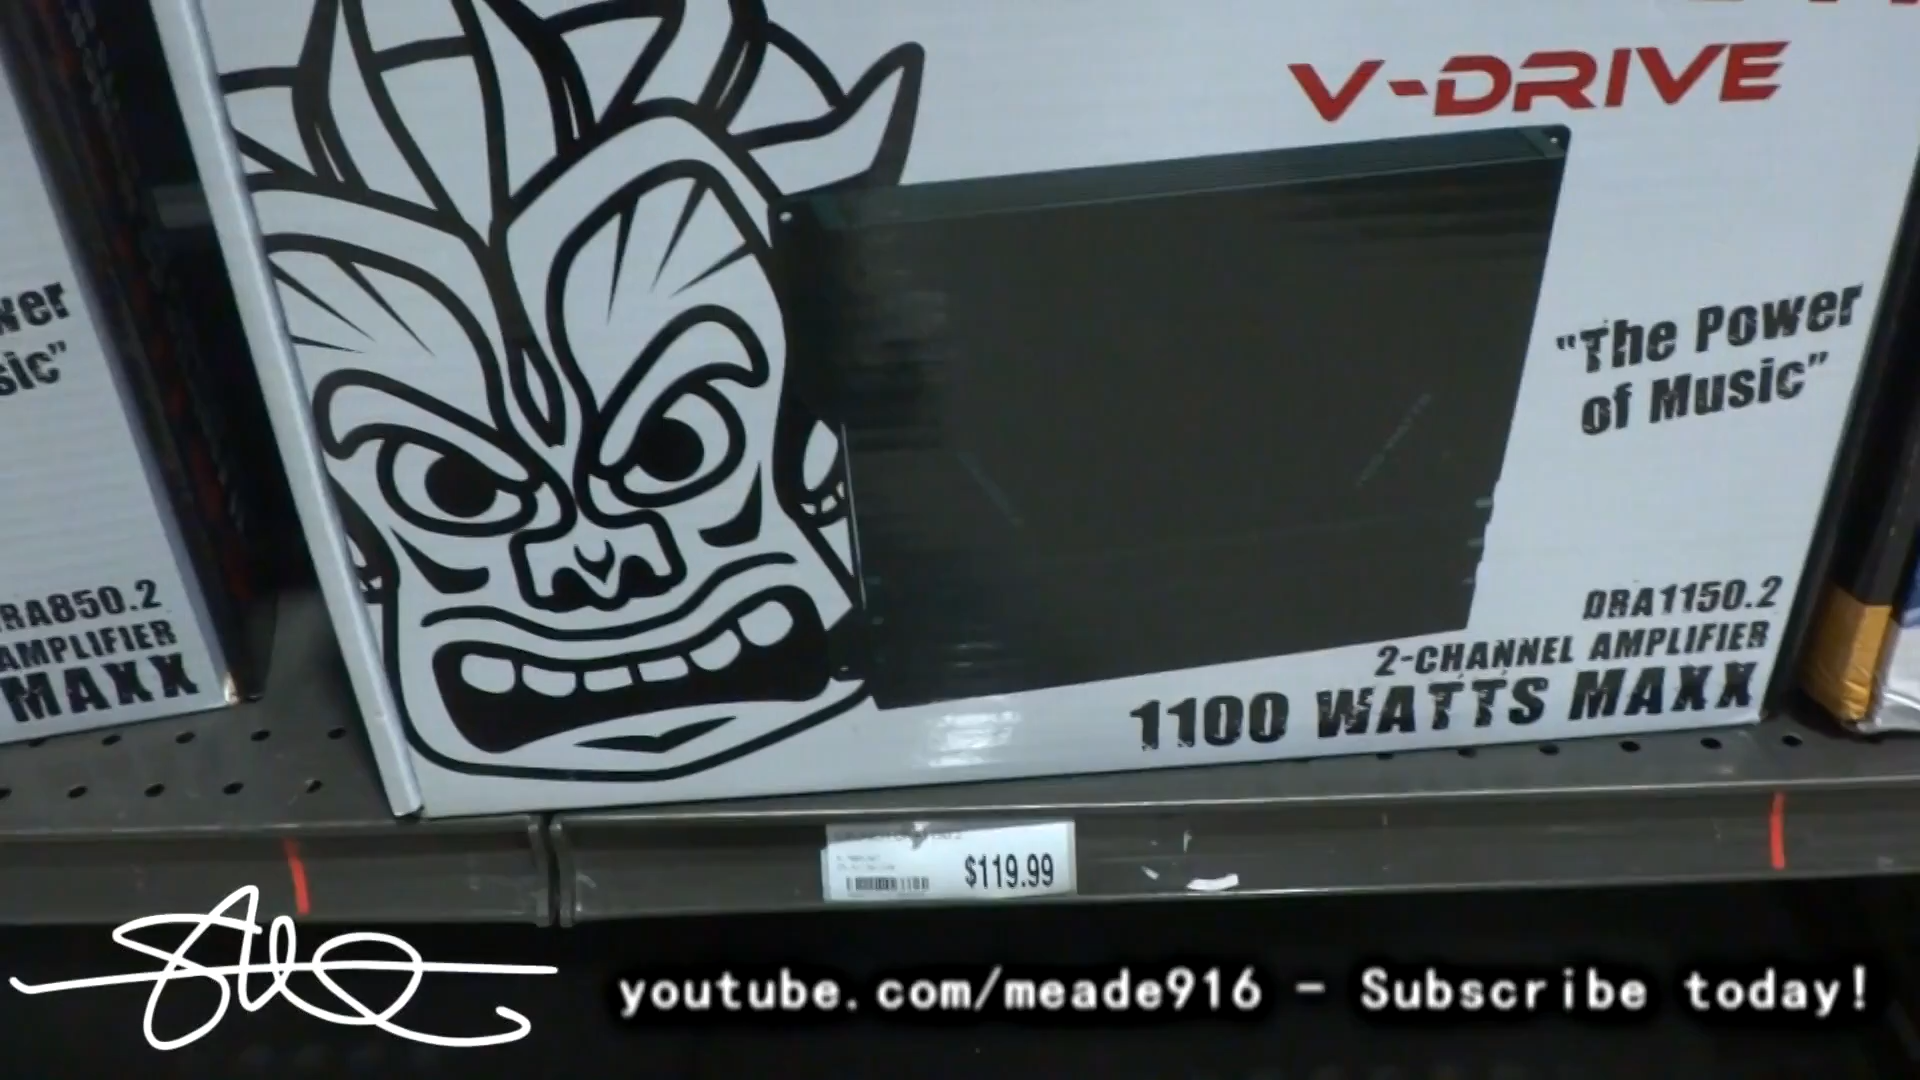 V-DRIVE
"The Power
of Music"
DRA1150.2
2-CHANNEL AMPLIFIER
1100 WATTS MAXX
wer
sic"
RA850.2
AMPLIFIER
MAXX
$119.99
youtube.com/meade916 - Subscribe today!